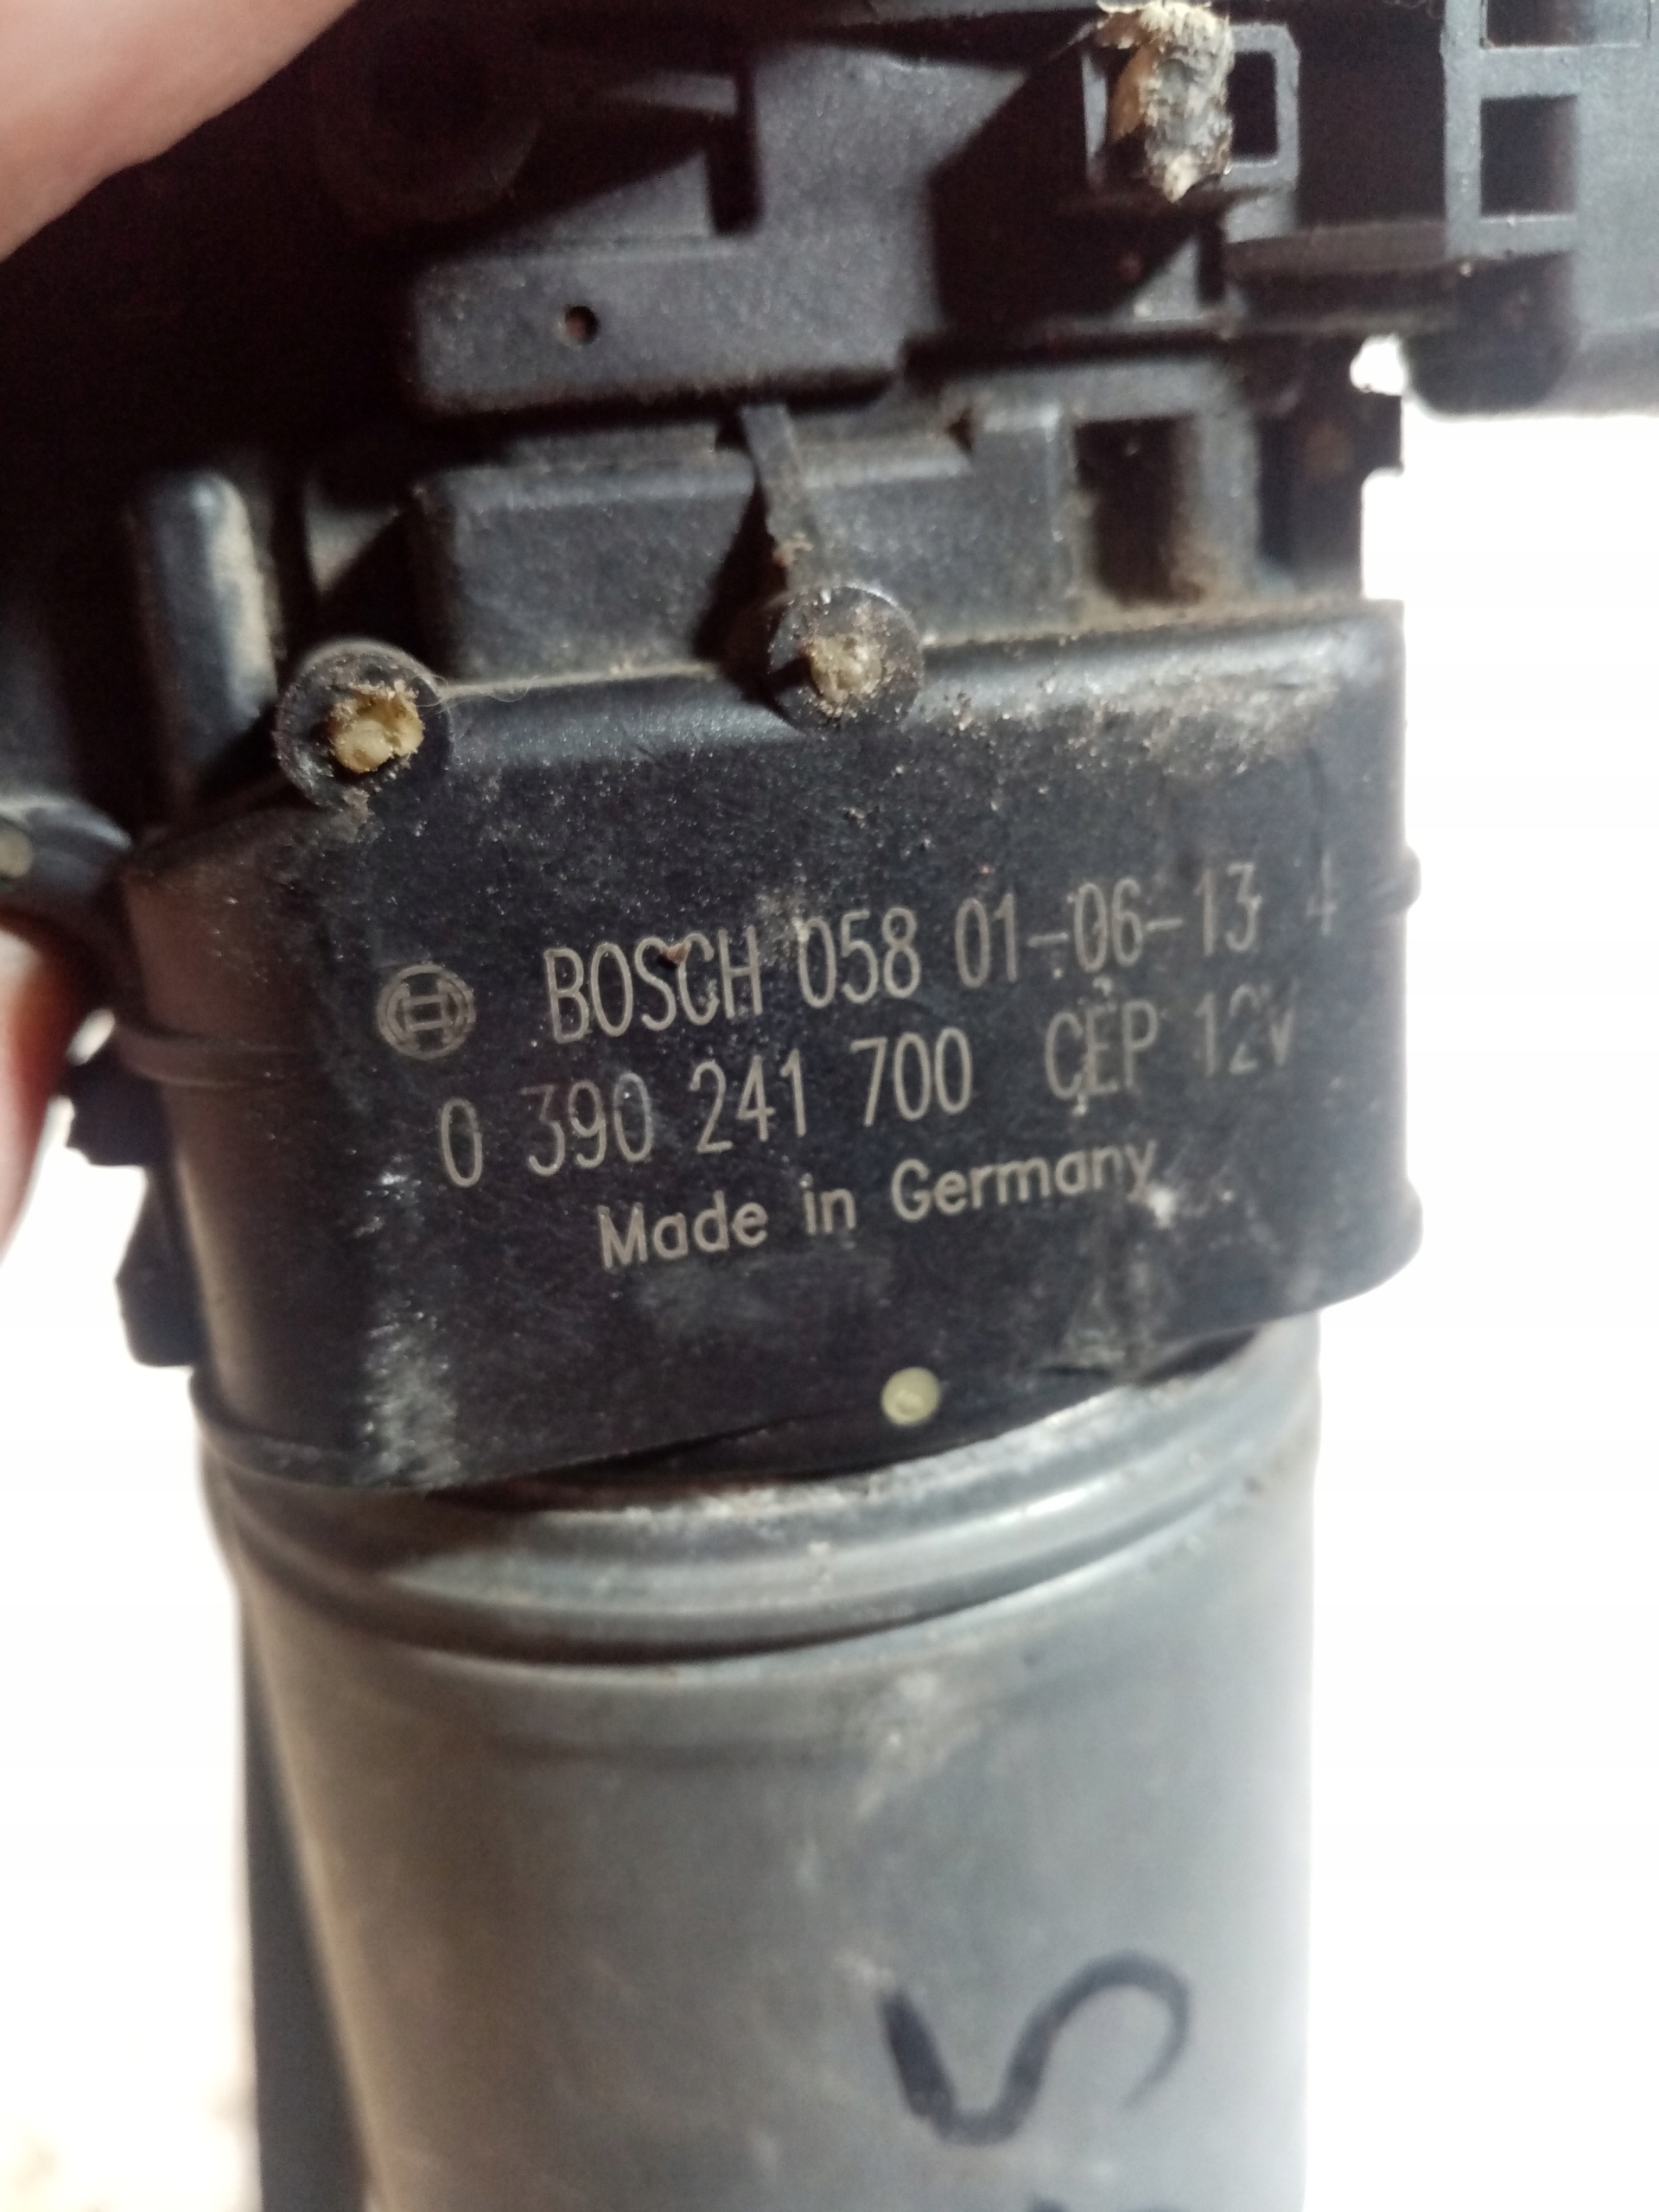 BOSCH 058 01-06-13 4
0 390 241 700 CEP 12V
Made in Germany